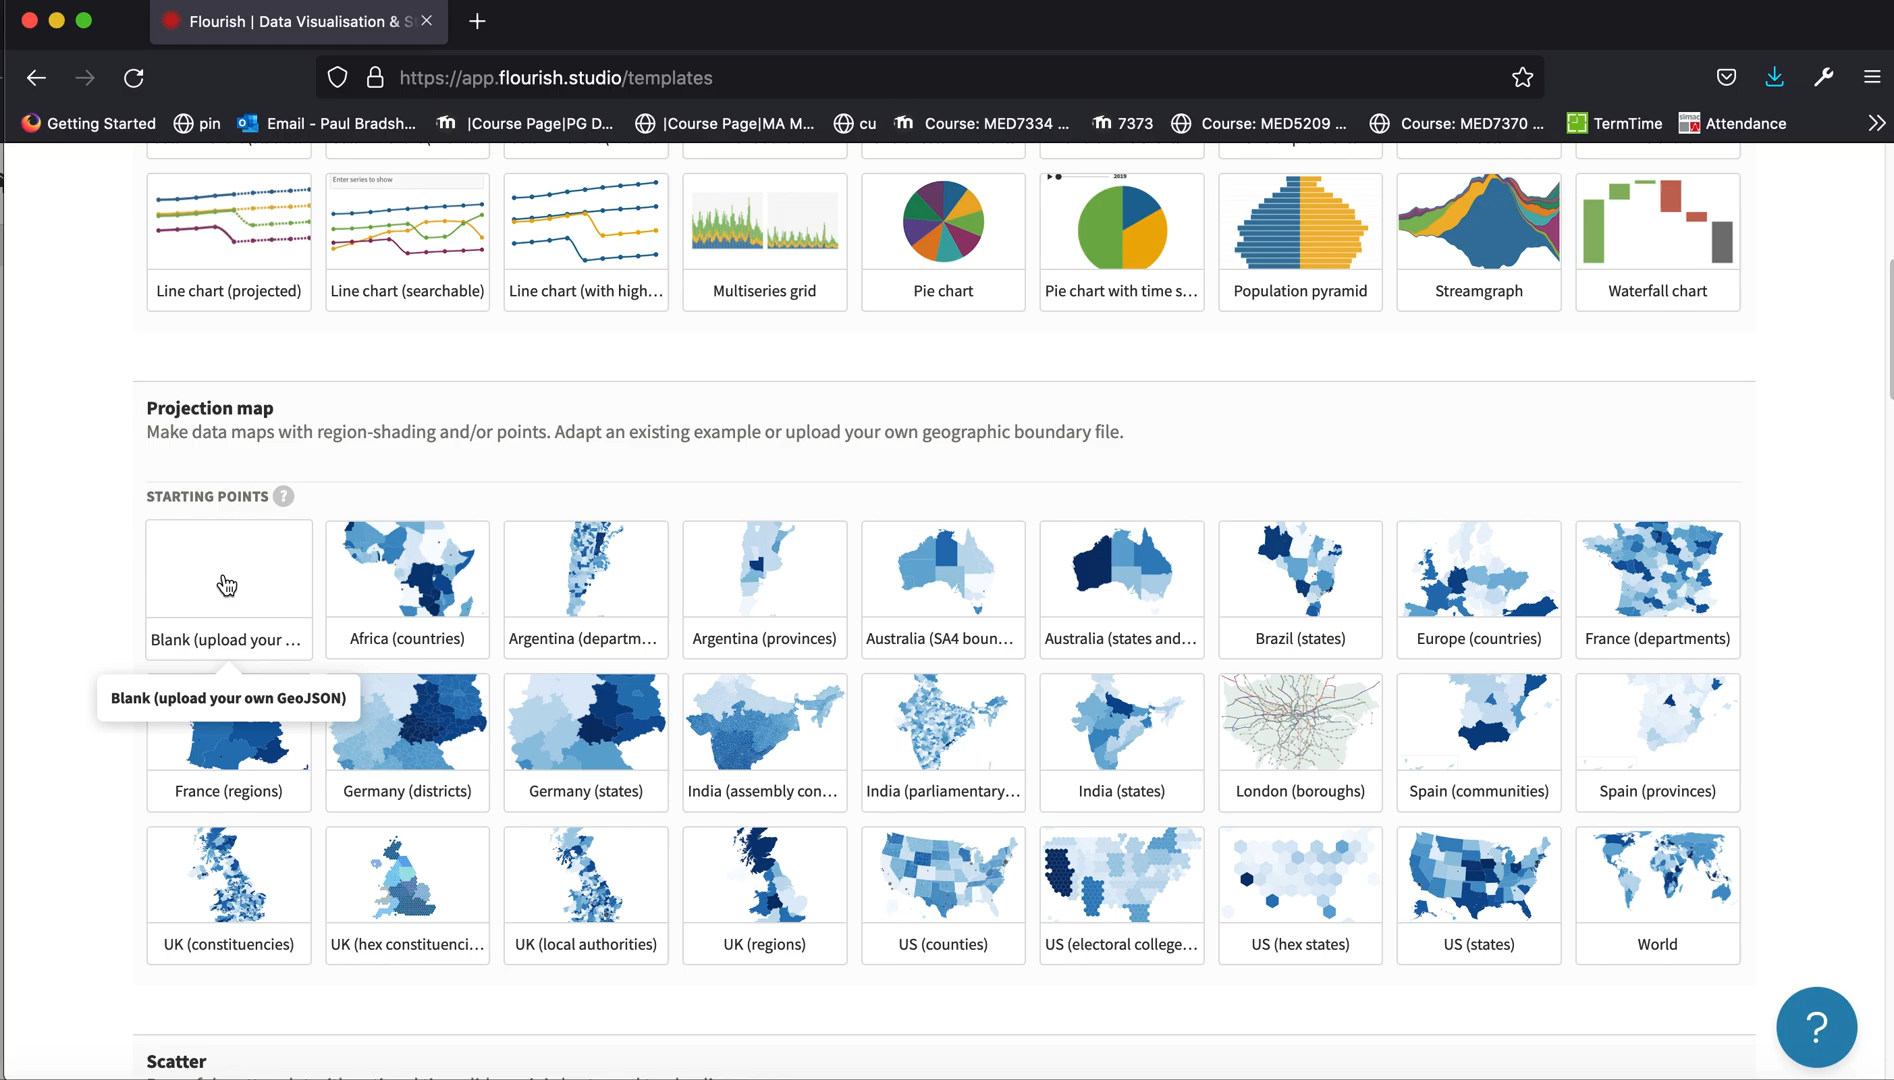 Flourish | Data Visualisation & S
https://app.flourish.studio/templates
Getting Started
pin
Email - Paul Bradsh...
|Course Page|PG D...
|Course Page|MA M...
cu
Course: MED7334 ...
7373
Course: MED5209 ...
Course: MED7370 ...
TermTime
simac
Attendance
Enter series to show
2019
Line chart (projected)
Line chart (searchable)
Line chart (with high...
Multiseries grid
Pie chart
Pie chart with time s...
Population pyramid
Streamgraph
Waterfall chart
Projection map
Make data maps with region-shading and/or points. Adapt an existing example or upload your own geographic boundary file.
STARTING POINTS ?
Blank (upload your ...
Africa (countries)
Argentina (departm...
Argentina (provinces)
Australia (SA4 boun...
Australia (states and...
Brazil (states)
Europe (countries)
France (departments)
Blank (upload your own GeoJSON)
France (regions)
Germany (districts)
Germany (states)
India (assembly con...
India (parliamentary...
India (states)
London (boroughs)
Spain (communities)
Spain (provinces)
UK (constituencies)
UK (hex constituenci...
UK (local authorities)
UK (regions)
US (counties)
US (electoral college...
US (hex states)
US (states)
World
?
Scatter